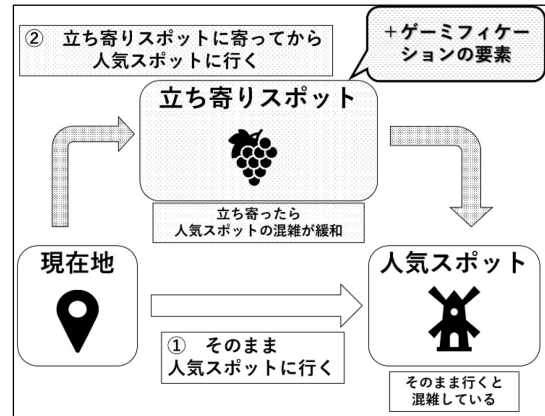 ② 立ち寄りスポットに寄ってから
人気スポットに行く
＋ゲーミフィケー
ションの要素
立ち寄りスポット
立ち寄ったら
人気スポットの混雑が緩和
現在地
人気スポット
① そのまま
人気スポットに行く
そのまま行くと
混雑している